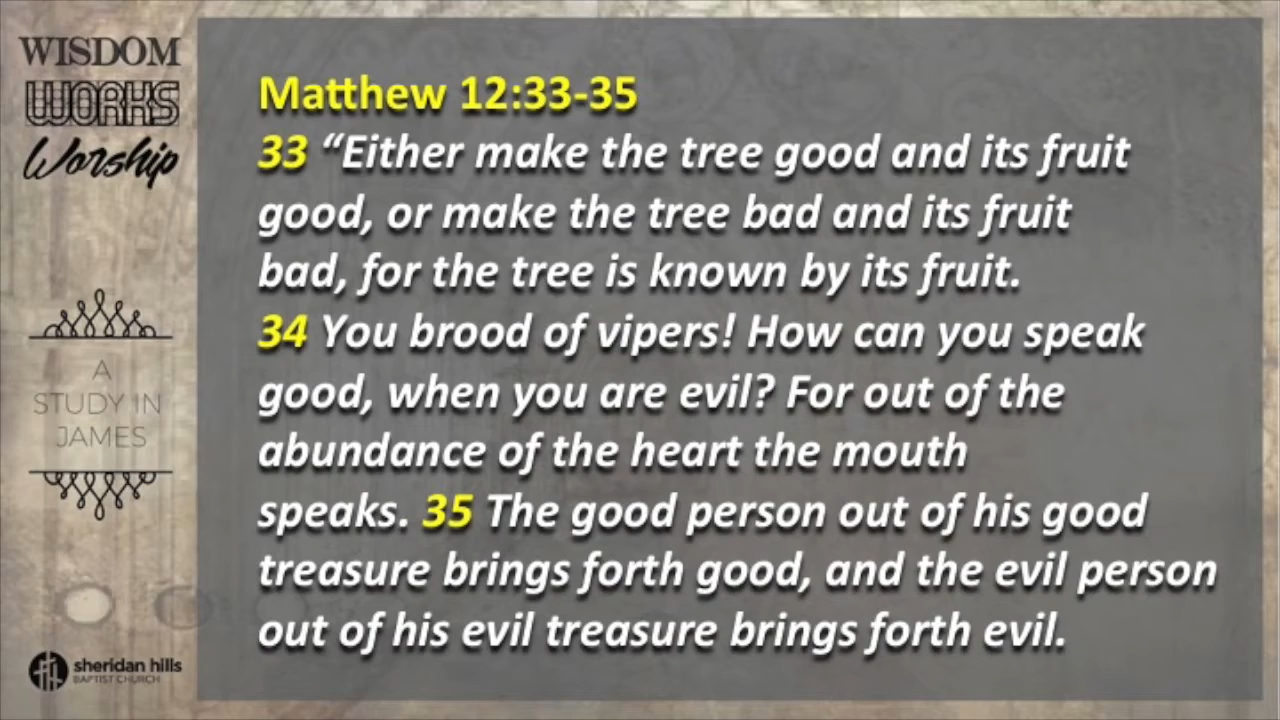 WISDOM
WORKS
Worship
A
STUDY IN
JAMES
sheridan hills
BAPTIST CHURCH
Matthew 12:33-35
33 “Either make the tree good and its fruit
good, or make the tree bad and its fruit
bad, for the tree is known by its fruit.
34 You brood of vipers! How can you speak
good, when you are evil? For out of the
abundance of the heart the mouth
speaks. 35 The good person out of his good
treasure brings forth good, and the evil person
out of his evil treasure brings forth evil.